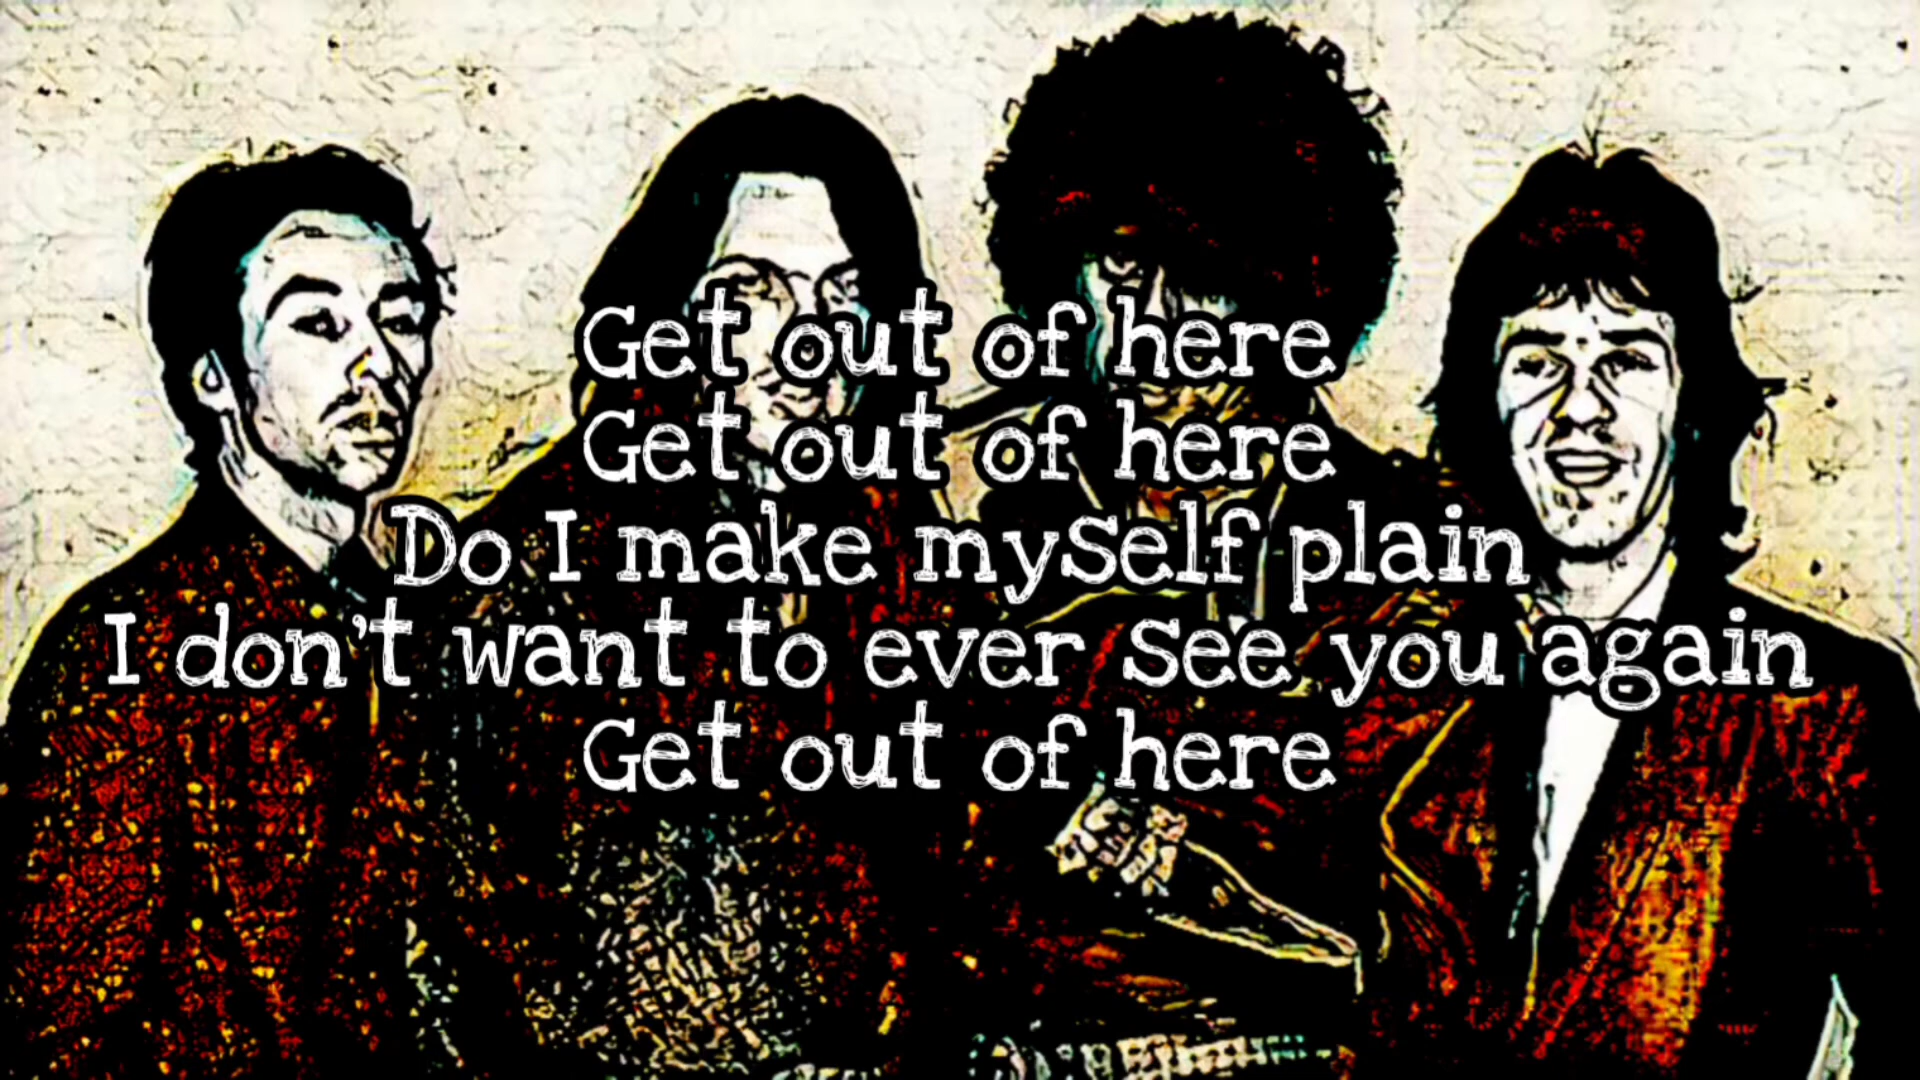 Get out of here
Get out of here
Do I make myself plain
I don't want to ever see you again
Get out of here